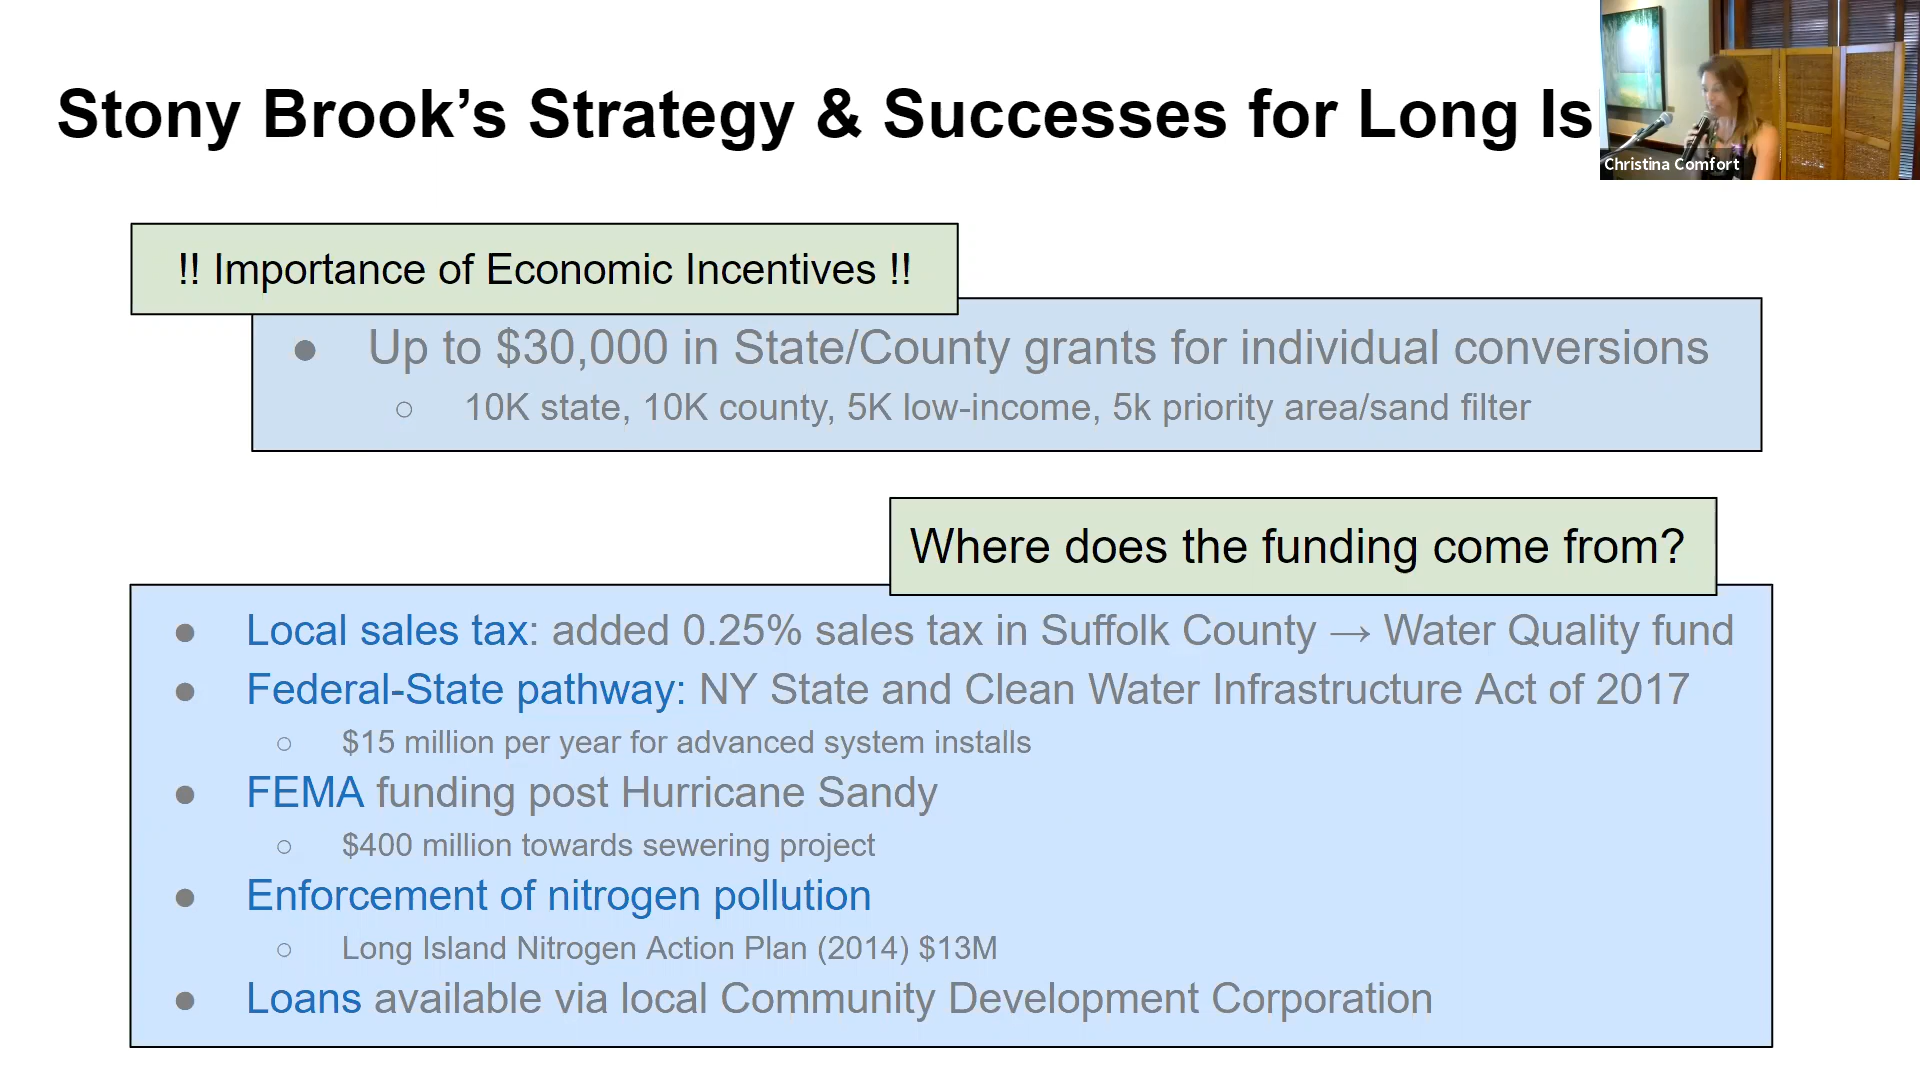 Stony Brook’s Strategy & Successes for Long Is
Christina Comfort
!! Importance of Economic Incentives !!
● Up to $30,000 in State/County grants for individual conversions
○ 10K state, 10K county, 5K low-income, 5k priority area/sand filter
Where does the funding come from?
● Local sales tax: added 0.25% sales tax in Suffolk County → Water Quality fund
● Federal-State pathway: NY State and Clean Water Infrastructure Act of 2017
○ $15 million per year for advanced system installs
● FEMA funding post Hurricane Sandy
○ $400 million towards sewering project
● Enforcement of nitrogen pollution
○ Long Island Nitrogen Action Plan (2014) $13M
● Loans available via local Community Development Corporation